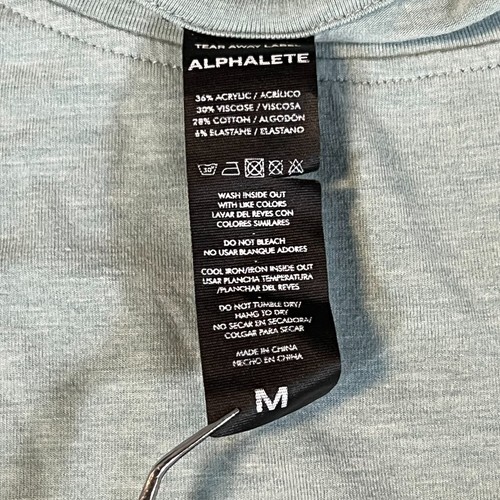 TEAR AWAY LABEL
ALPHALETE
36% ACRYLIC / ACRÍLICO
30% VISCOSE / VISCOSA
28% COTTON / ALGODÓN
6% ELASTANE / ELASTANO
30°
WASH INSIDE OUT
WITH LIKE COLORS
LAVAR DEL REVES CON
COLORES SIMILARES
DO NOT BLEACH
NO USAR BLANQUE ADORES
COOL IRON/IRON INSIDE OUT
USAR PLANCHA TEMPERATURA
/PLANCHAR DEL REVES
DO NOT TUMBLE DRY/
HANG TO DRY
NO SECAR EN SECADORA/
COLGAR PARA SECAR
MADE IN CHINA
HECHO EN CHINA
M